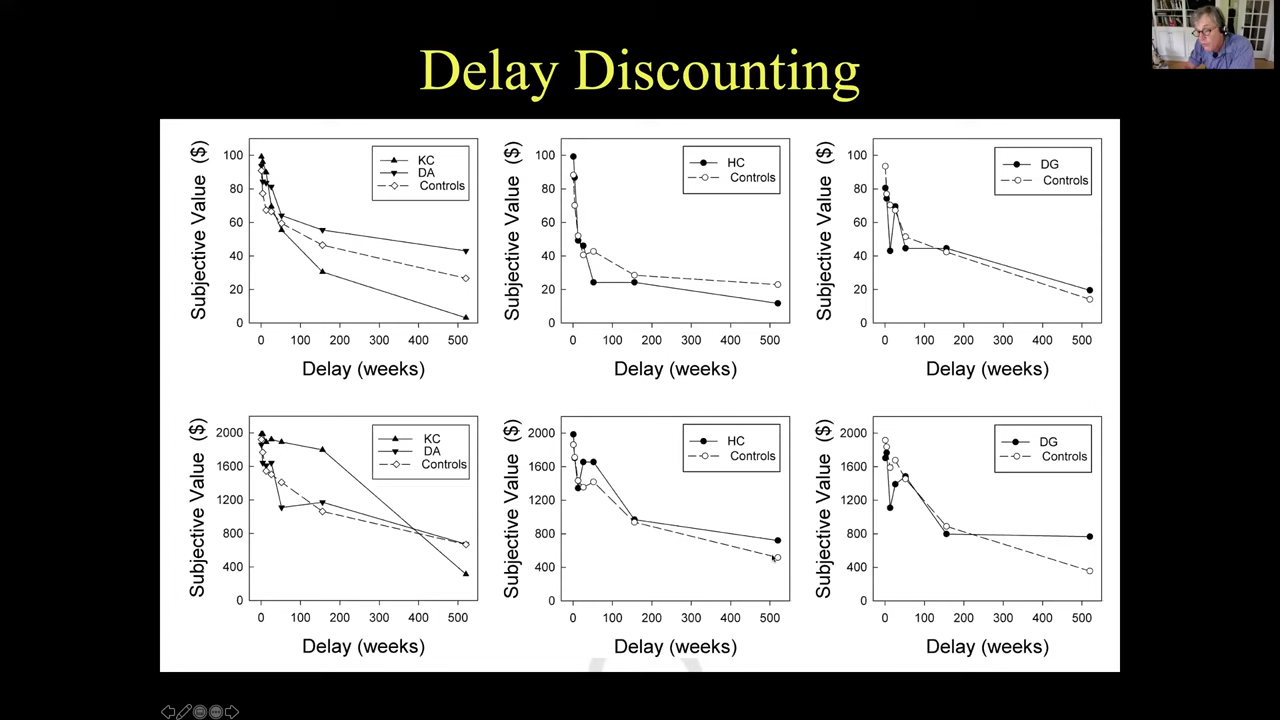 Delay Discounting
Subjective Value ($)
100
80
60
40
20
0
KC
DA
Controls
0 100 200 300 400 500
Delay (weeks)
Subjective Value ($)
100
80
60
40
20
0
HC
Controls
0 100 200 300 400 500
Delay (weeks)
Subjective Value ($)
100
80
60
40
20
0
DG
Controls
0 100 200 300 400 500
Delay (weeks)
Subjective Value ($)
2000
1600
1200
800
400
0
KC
DA
Controls
0 100 200 300 400 500
Delay (weeks)
Subjective Value ($)
2000
1600
1200
800
400
0
HC
Controls
0 100 200 300 400 500
Delay (weeks)
Subjective Value ($)
2000
1600
1200
800
400
0
DG
Controls
0 100 200 300 400 500
Delay (weeks)